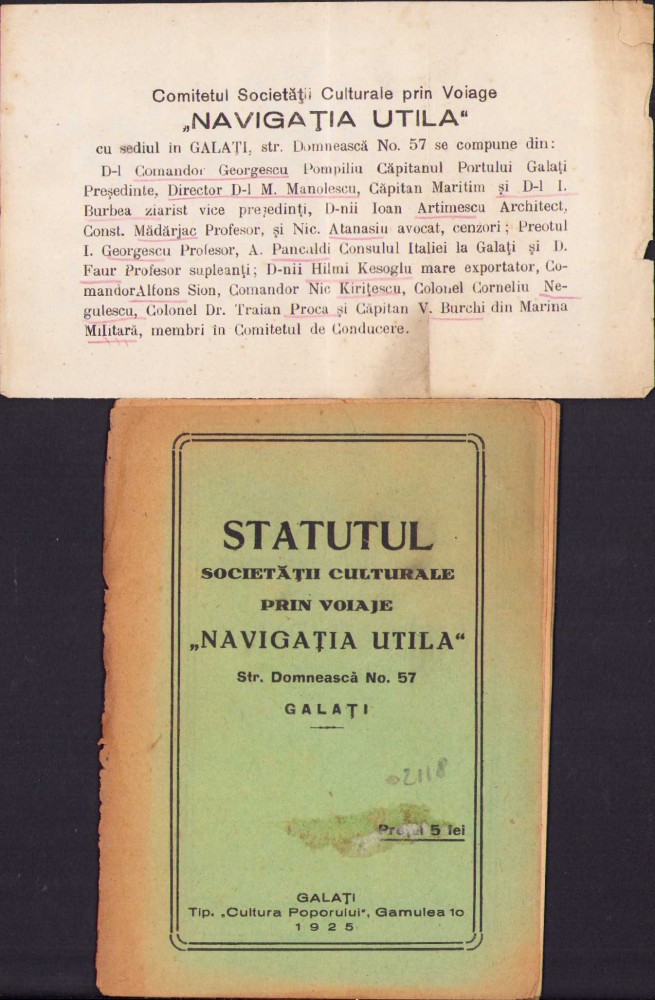 Comitetul Societăţii Culturale prin Voiage
„NAVIGAŢIA UTILA“
cu sediul in GALAŢI, str. Domnească No. 57 se compune din:
D-l Comandor Georgescu Pompiliu Căpitanul Portului Galaţi
Preşedinte, Director D-l M. Manolescu, Căpitan Maritim şi D-l I.
Burbea ziarist vice preşedinţi, D-nii Ioan Artimescu Architect,
Const. Mădărjac Profesor, şi Nic. Atanasiu avocat, cenzori; Preotul
I. Georgescu Profesor, A. Pancaldi Consulul Italiei la Galaţi şi D.
Faur Profesor supleanţi; D-nii Hilmi Kesoglu mare exportator, Co-
mandorAlfons Sion, Comandor Nic Kiriţescu, Colonel Corneliu Ne-
gulescu, Colonel Dr. Traian Proca şi Căpitan V. Burchi din Marina
Militară, membri în Comitetul de Conducere.
STATUTUL
SOCIETĂŢII CULTURALE
PRIN VOIAJE
„NAVIGAŢIA UTILA“
Str. Domnească No. 57
GALAŢI
02118
Preţul 5 lei
GALAŢI
Tip. „Cultura Poporului“, Gamulea 10
1925